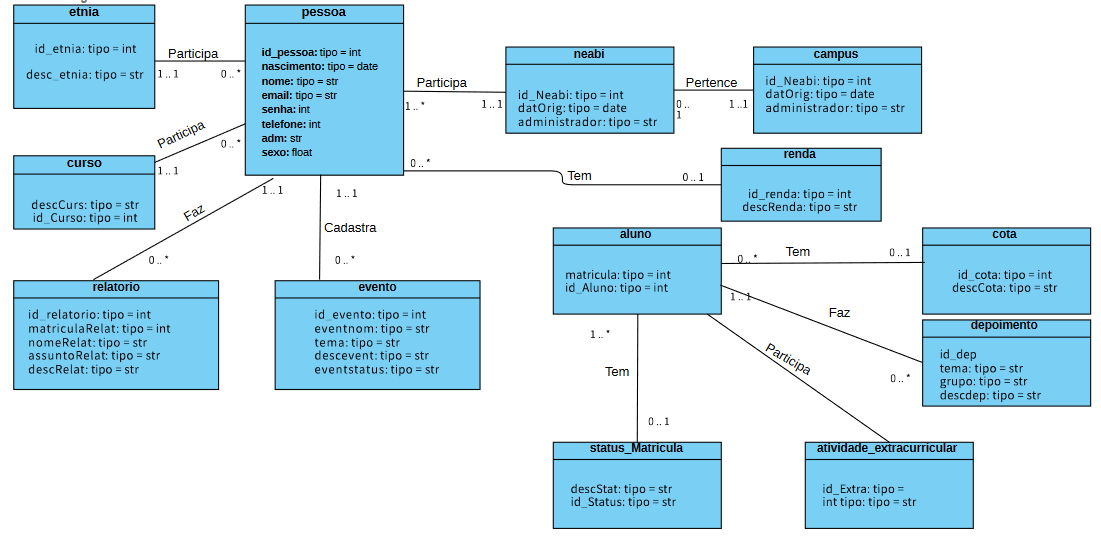 etnia
id_etnia: tipo = int
desc_etnia: tipo = str
Participa
1..1
0..*
pessoa
id_pessoa: tipo = int
nascimento: tipo = date
nome: tipo = str
email: tipo = str
senha: int
telefone: int
adm: str
sexo: float
Participa
1..*
1..1
neabi
id_Neabi: tipo = int
datOrig: tipo = date
administrador: tipo = str
Pertence
0..
1
1..1
campus
id_Neabi: tipo = int
datOrig: tipo = date
administrador: tipo = str
Participa
0..*
1..1
curso
descCurs: tipo = str
id_Curso: tipo = int
0..*
Tem
0..1
renda
id_renda: tipo = int
descRenda: tipo = str
1..1
Faz
0..*
1..1
Cadastra
0..*
relatorio
id_relatorio: tipo = int
matriculaRelat: tipo = int
nomeRelat: tipo = str
assuntoRelat: tipo = str
descRelat: tipo = str
evento
id_evento: tipo = int
eventnom: tipo = str
tema: tipo = str
descevent: tipo = str
eventstatus: tipo = str
aluno
matricula: tipo = int
id_Aluno: tipo = int
0..*
Tem
0..1
cota
id_cota: tipo = int
descCota: tipo = str
1..1
Faz
0..*
depoimento
id_dep
tema: tipo = str
grupo: tipo = str
descdep: tipo = str
1..*
Tem
0..1
Participa
status_Matricula
descStat: tipo = str
id_Status: tipo = int
atividade_extracurricular
id_Extra: tipo =
int tipo: tipo = str